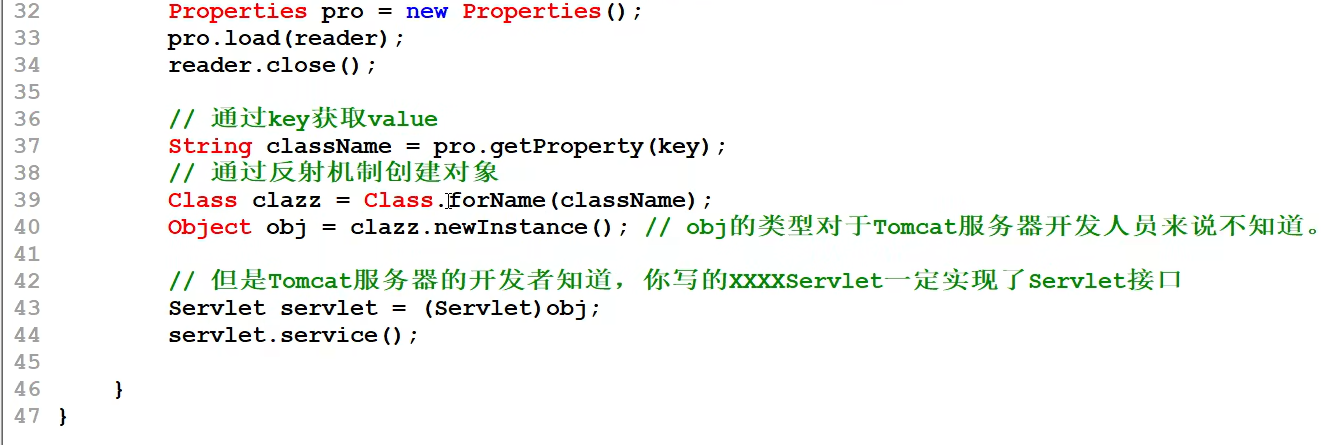 32 Properties pro = new Properties();
33 pro.load(reader);
34 reader.close();
35
36 // 通过key获取value
37 String className = pro.getProperty(key);
38 // 通过反射机制创建对象
39 Class clazz = Class.forName(className);
40 Object obj = clazz.newInstance(); // obj的类型对于Tomcat服务器开发人员来说不知道。
41
42 // 但是Tomcat服务器的开发者知道，你写的XXXXServlet一定实现了Servlet接口
43 Servlet servlet = (Servlet)obj;
44 servlet.service();
45
46 }
47 }